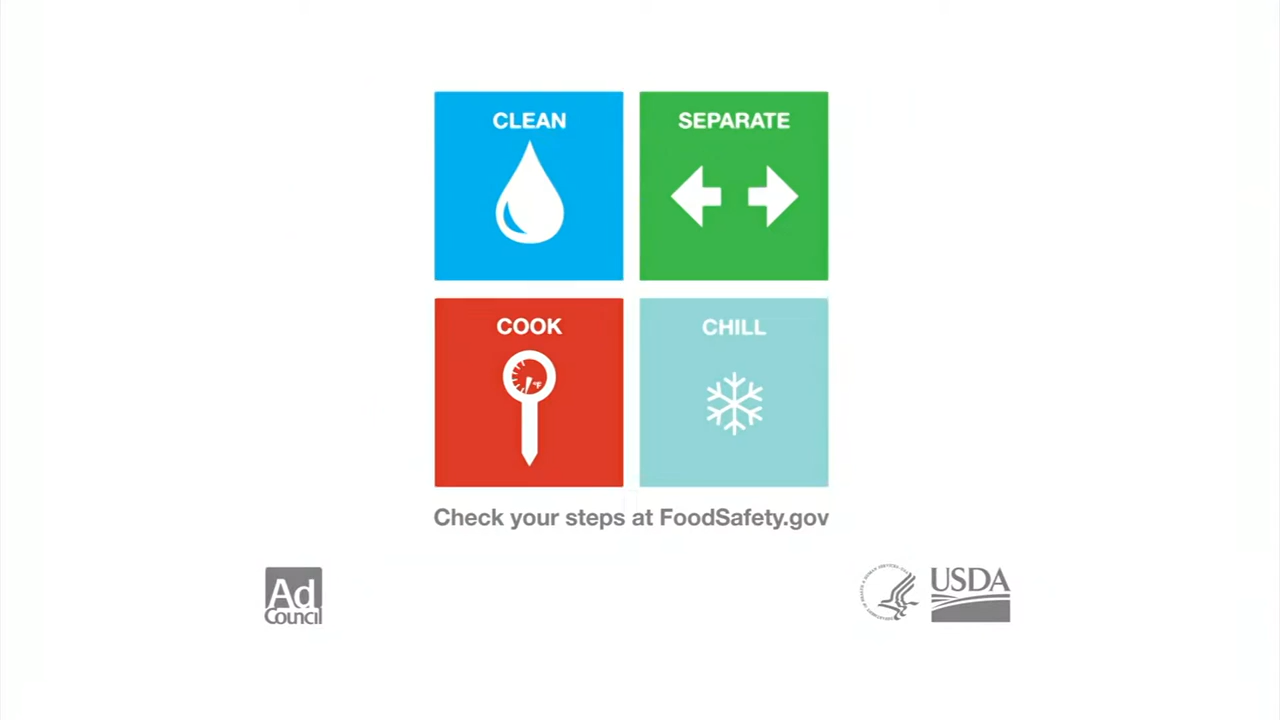 CLEAN
SEPARATE
COOK
°F
CHILL
Check your steps at FoodSafety.gov
Ad
Council
USDA